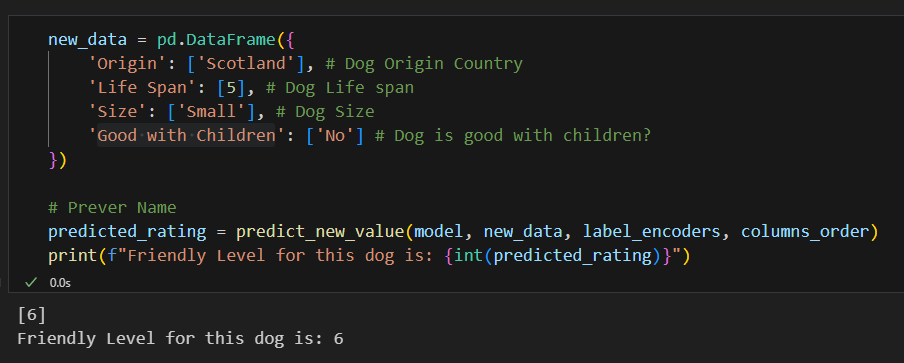 new_data = pd.DataFrame({
    'Origin': ['Scotland'], # Dog Origin Country
    'Life Span': [5], # Dog Life span
    'Size': ['Small'], # Dog Size
    'Good with Children': ['No'] # Dog is good with children?
})
# Prever Name
predicted_rating = predict_new_value(model, new_data, label_encoders, columns_order)
print(f"Friendly Level for this dog is: {int(predicted_rating)}")
✓ 0.0s
[6]
Friendly Level for this dog is: 6